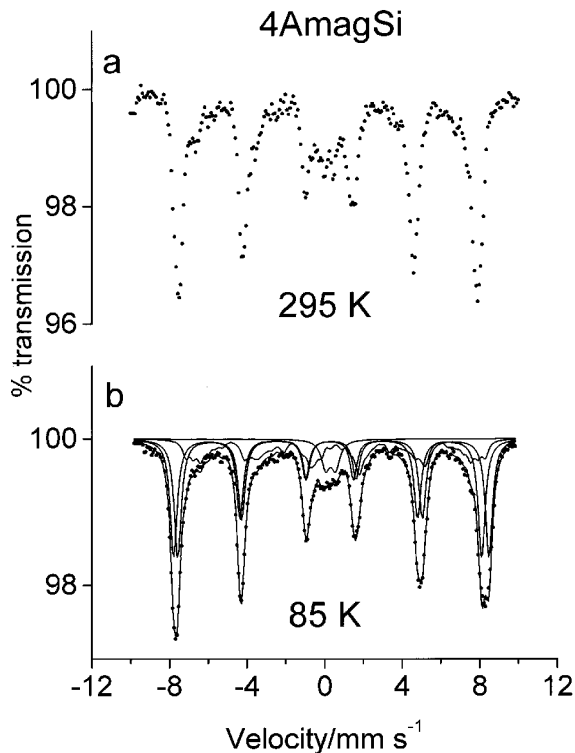 4AmagSi
a
100
98
96
295 K
% transmission
b
100
98
85 K
-12 -8 -4 0 4 8 12
Velocity/mm s⁻¹